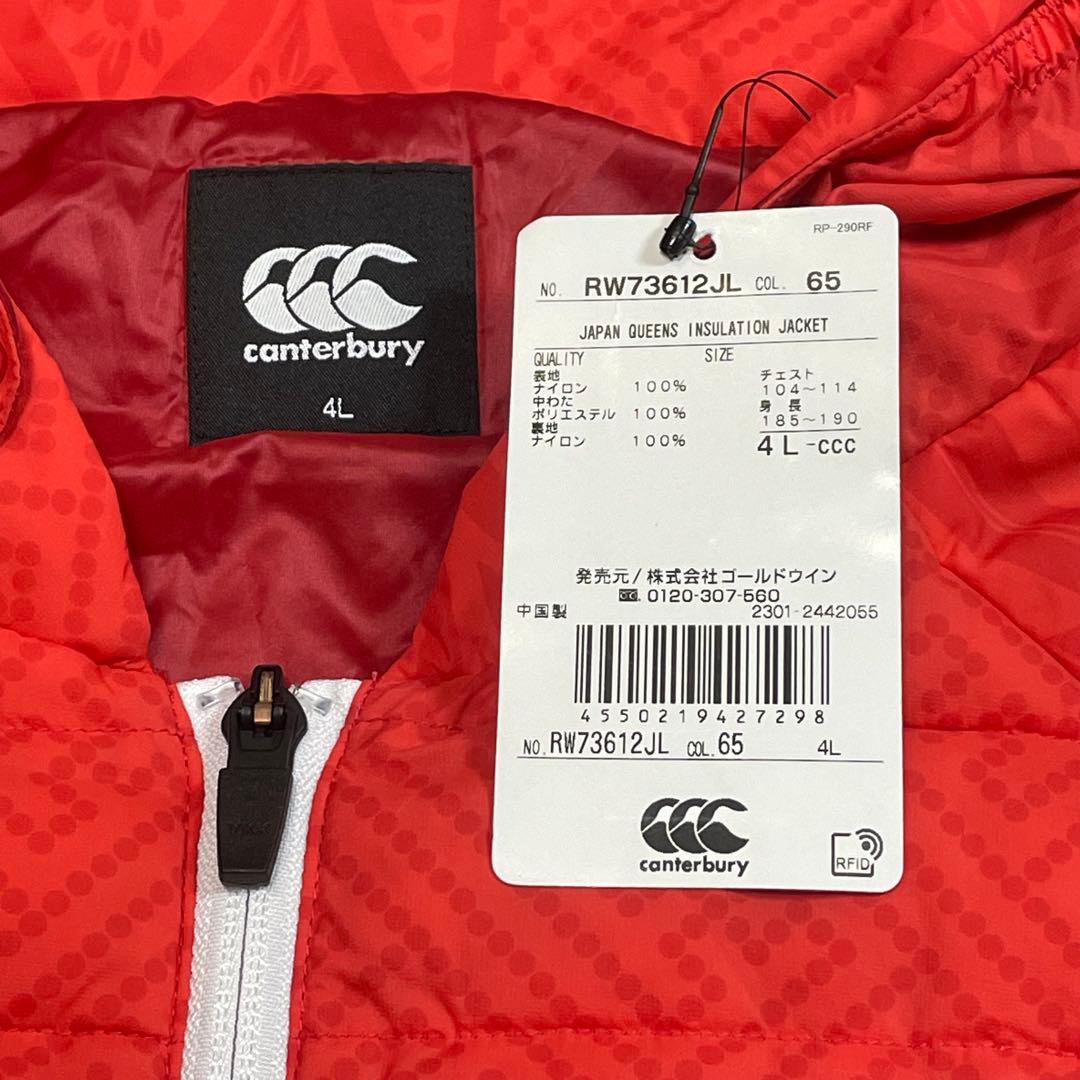 canterbury
4L
RP-290RF
NO. RW73612JL COL. 65
JAPAN QUEENS INSULATION JACKET
QUALITY SIZE
表地
ナイロン 100%
中わた
ポリエステル 100%
裏地
ナイロン 100%
チェスト
104～114
身長
185～190
4L-CCC
発売元/株式会社ゴールドウイン
0120-307-560
中国製 2301-2442055
4550219427298
NO. RW73612JL COL. 65 4L
canterbury
RFID